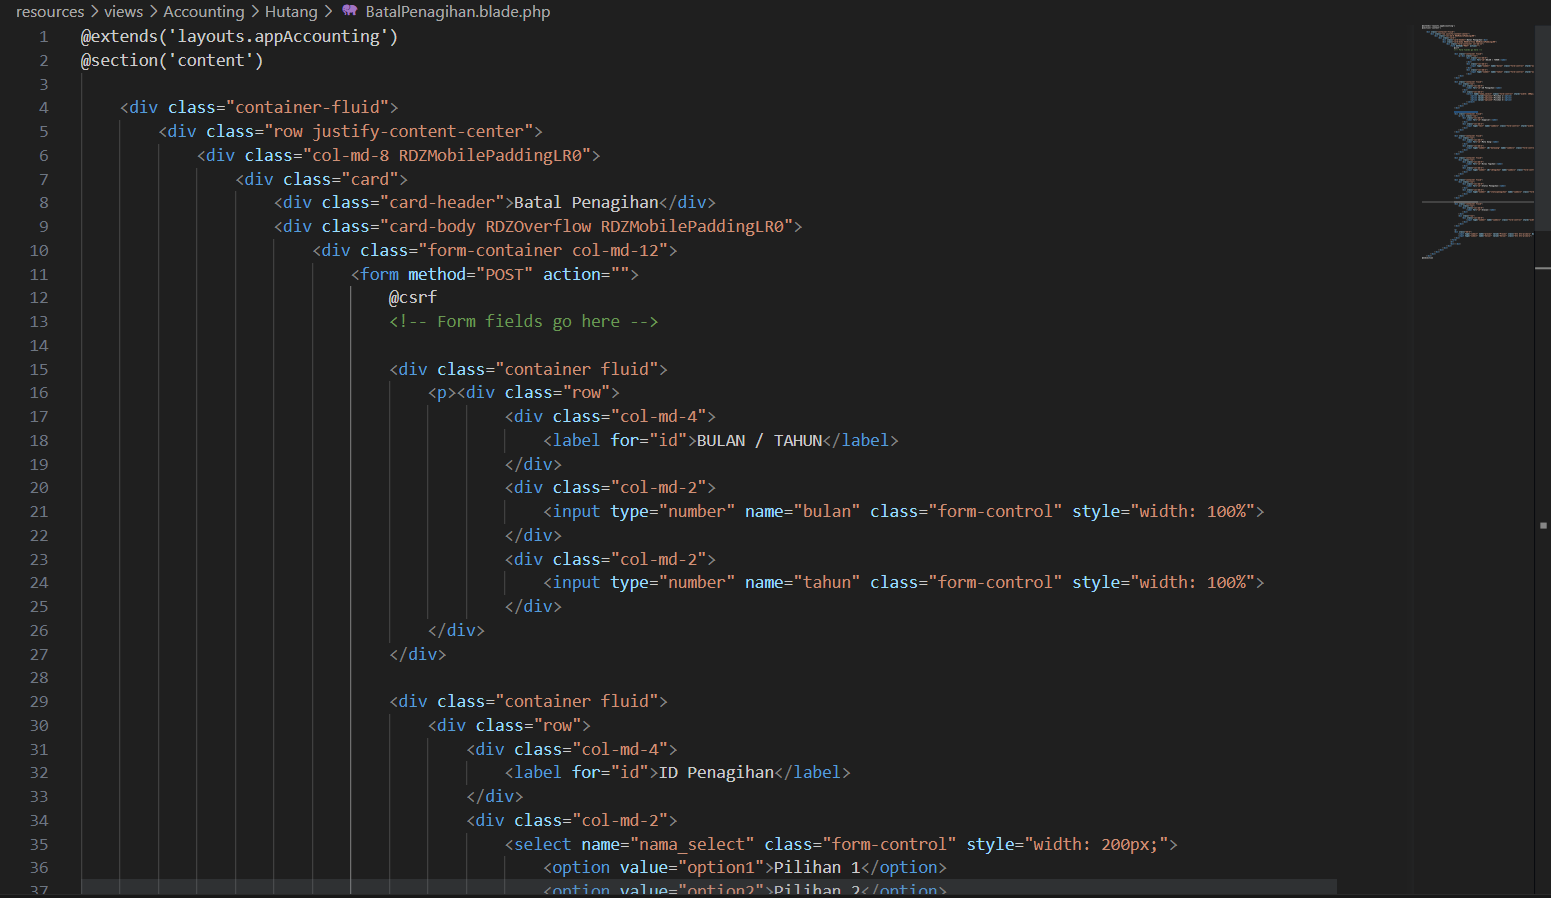 resources > views > Accounting > Hutang > BatalPenagihan.blade.php
1 @extends('layouts.appAccounting')
2 @section('content')
3
4 <div class="container-fluid">
5 <div class="row justify-content-center">
6 <div class="col-md-8 RDZMobilePaddingLR0">
7 <div class="card">
8 <div class="card-header">Batal Penagihan</div>
9 <div class="card-body RDZOverflow RDZMobilePaddingLR0">
10 <div class="form-container col-md-12">
11 <form method="POST" action="">
12 @csrf
13 <!-- Form fields go here -->
14
15 <div class="container fluid">
16 <p><div class="row">
17 <div class="col-md-4">
18 <label for="id">BULAN / TAHUN</label>
19 </div>
20 <div class="col-md-2">
21 <input type="number" name="bulan" class="form-control" style="width: 100%">
22 </div>
23 <div class="col-md-2">
24 <input type="number" name="tahun" class="form-control" style="width: 100%">
25 </div>
26 </div>
27 </div>
28
29 <div class="container fluid">
30 <div class="row">
31 <div class="col-md-4">
32 <label for="id">ID Penagihan</label>
33 </div>
34 <div class="col-md-2">
35 <select name="nama_select" class="form-control" style="width: 200px;">
36 <option value="option1">Pilihan 1</option>
37 <option value="option2">Pilihan 2</option>